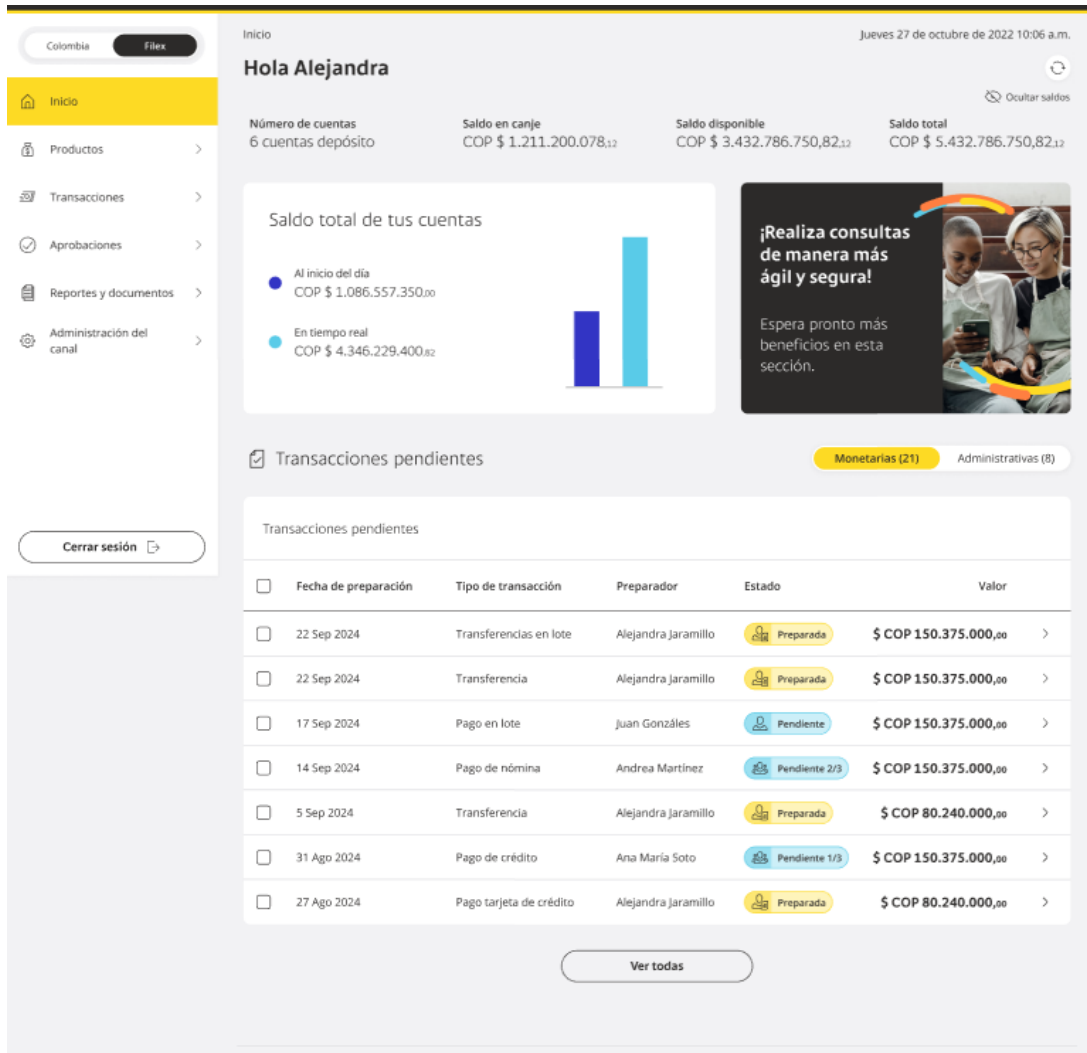 Colombia
Filex
Inicio
Productos
Transacciones
Aprobaciones
Reportes y documentos
Administración del
canal
Cerrar sesión
Inicio
Jueves 27 de octubre de 2022 10:06 a.m.
Hola Alejandra
Ocultar saldos
Número de cuentas
6 cuentas depósito
Saldo en canje
COP $ 1.211.200.078,12
Saldo disponible
COP $ 3.432.786.750,82,12
Saldo total
COP $ 5.432.786.750,82,12
Saldo total de tus cuentas
Al inicio del día
COP $ 1.086.557.350,00
En tiempo real
COP $ 4.346.229.400,82
¡Realiza consultas
de manera más
ágil y segura!
Espera pronto más
beneficios en esta
sección.
Transacciones pendientes
Monetarias (21)
Administrativas (8)
Transacciones pendientes
Fecha de preparación Tipo de transacción Preparador Estado Valor
22 Sep 2024 Transferencias en lote Alejandra Jaramillo Preparada $ COP 150.375.000,00
22 Sep 2024 Transferencia Alejandra Jaramillo Preparada $ COP 150.375.000,00
17 Sep 2024 Pago en lote Juan Gonzáles Pendiente $ COP 150.375.000,00
14 Sep 2024 Pago de nómina Andrea Martínez Pendiente 2/3 $ COP 150.375.000,00
5 Sep 2024 Transferencia Alejandra Jaramillo Preparada $ COP 80.240.000,00
31 Ago 2024 Pago de crédito Ana María Soto Pendiente 1/3 $ COP 150.375.000,00
27 Ago 2024 Pago tarjeta de crédito Alejandra Jaramillo Preparada $ COP 80.240.000,00
Ver todas